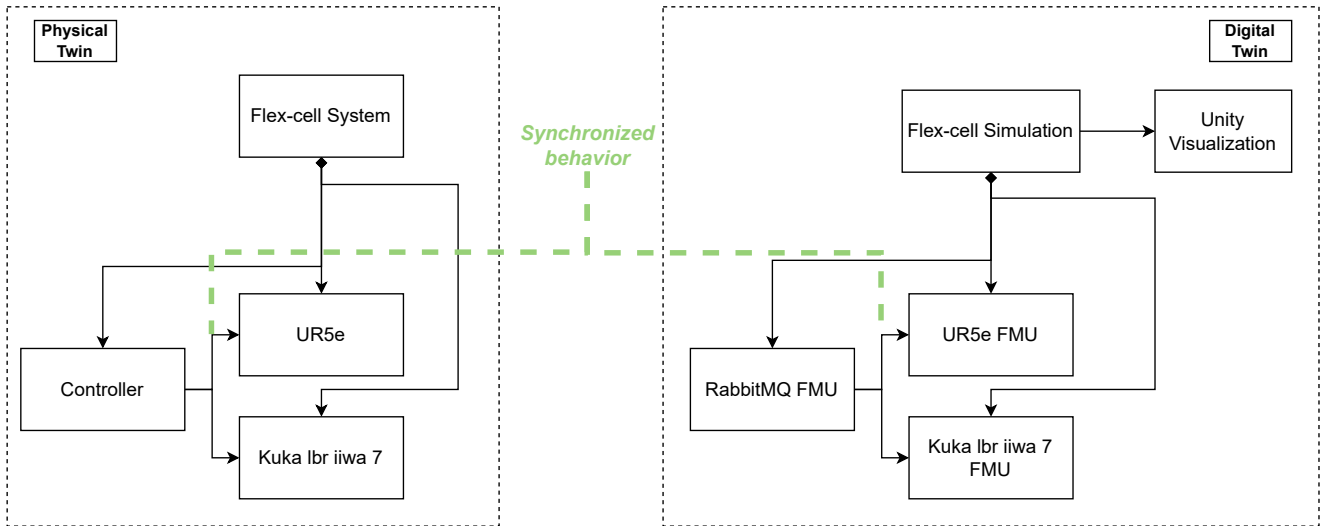 Physical
Twin
Flex-cell System
Controller
UR5e
Kuka lbr iiwa 7
Synchronized
behavior
Digital
Twin
Flex-cell Simulation
Unity
Visualization
RabbitMQ FMU
UR5e FMU
Kuka lbr iiwa 7
FMU